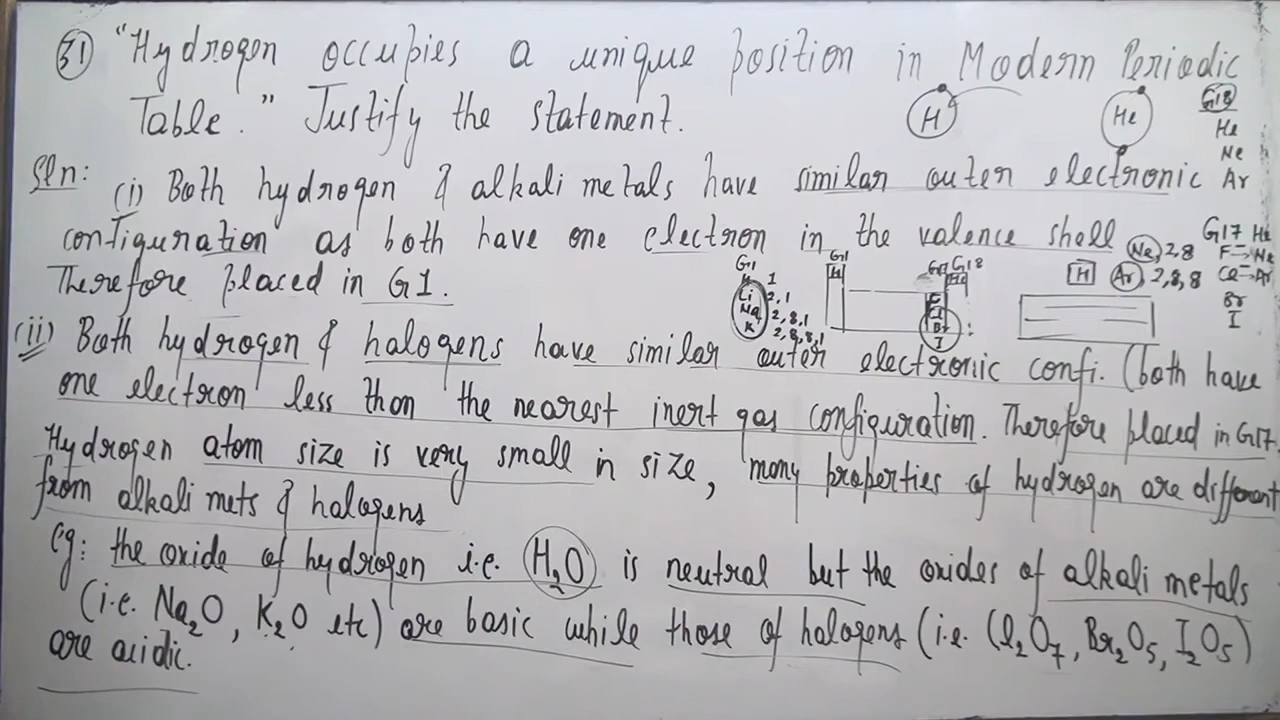 31 "Hydrogen occupies a unique position in Modern Periodic
Table." Justify the statement.
H
He
G18
He
Ne
Ar
Sln:
(i) Both hydrogen & alkali metals have similar outer electronic
configuration as both have one electron in the valence shell
Therefore placed in G1.
G1
H 1
Li 2,1
Na 2,8,1
K 2,8,8,1
G1
H
G17 G18
He
F
Cl
Br
I
Ne, 2,8
H Ar, 2,8,8
G17 He
F → Ne
Cl → Ar
Br
I
(ii) Both hydrogen & halogens have similar outer electronic confi. (both have
one electron less than the nearest inert gas configuration. Therefore placed in G17.
Hydrogen atom size is very small in size, many properties of hydrogen are different
from alkali mets & halogens
eg: the oxide of hydrogen i.e. H2O is neutral but the oxides of alkali metals
(i.e. Na2O, K2O etc) are basic while those of halogens (i.e. Cl2O7, Br2O5, I2O5)
are acidic.